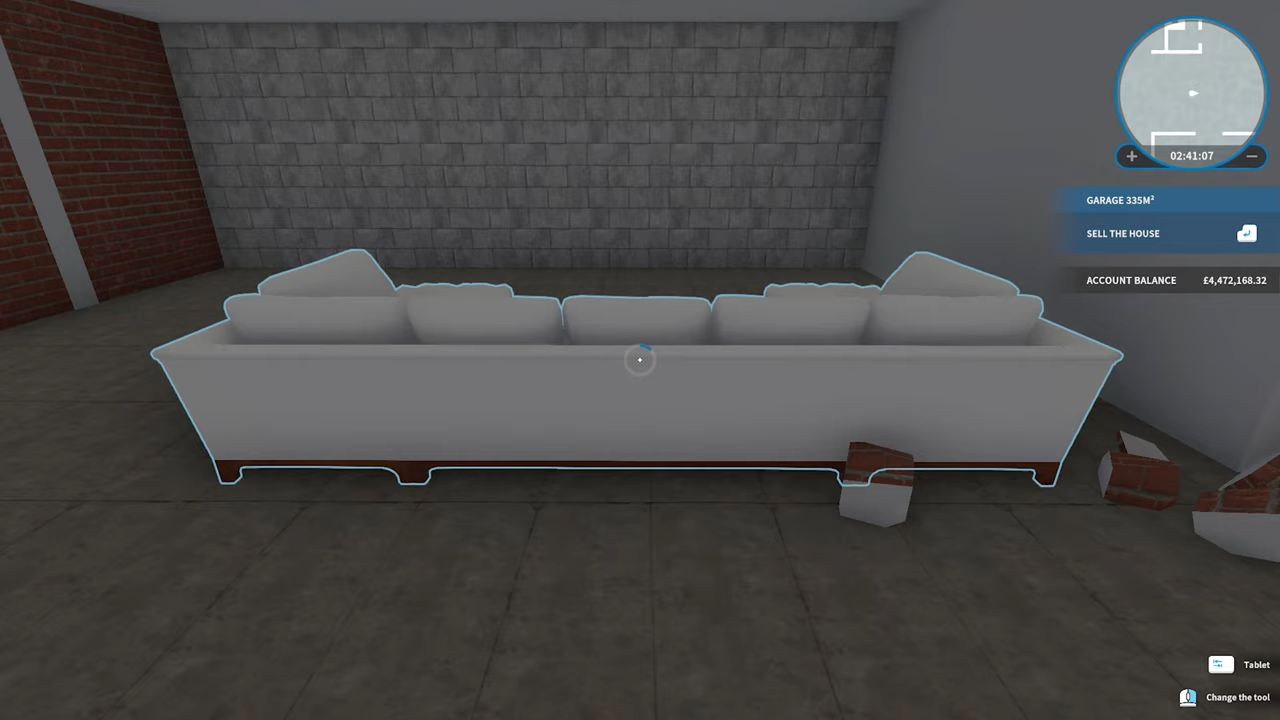 02:41:07
GARAGE 335M²
SELL THE HOUSE
ACCOUNT BALANCE £4,472,168.32
Tablet
Change the tool